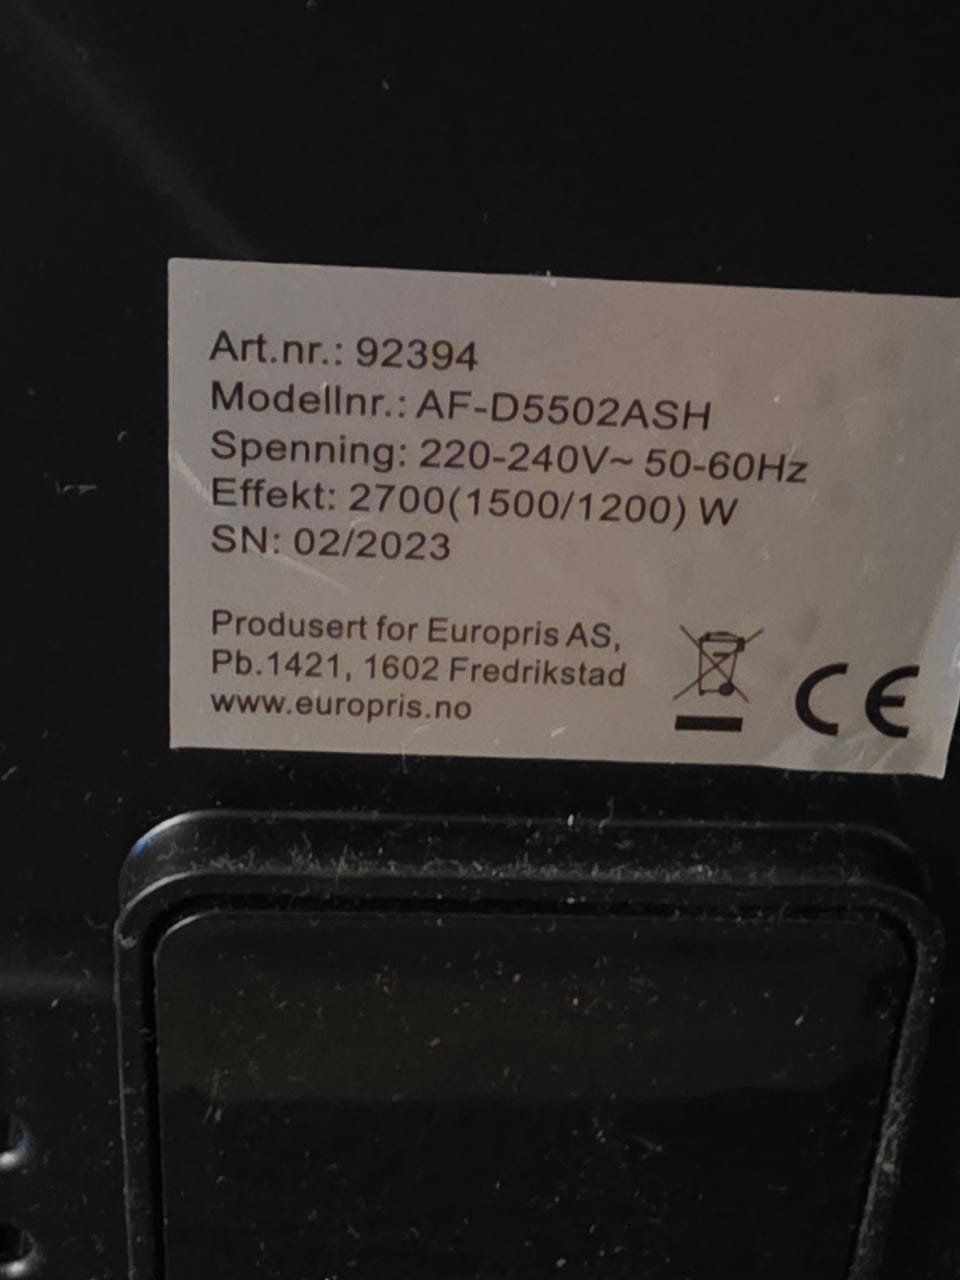 Art.nr.: 92394
Modellnr.: AF-D5502ASH
Spenning: 220-240V~ 50-60Hz
Effekt: 2700(1500/1200) W
SN: 02/2023
Produsert for Europris AS,
Pb.1421, 1602 Fredrikstad
www.europris.no
CE